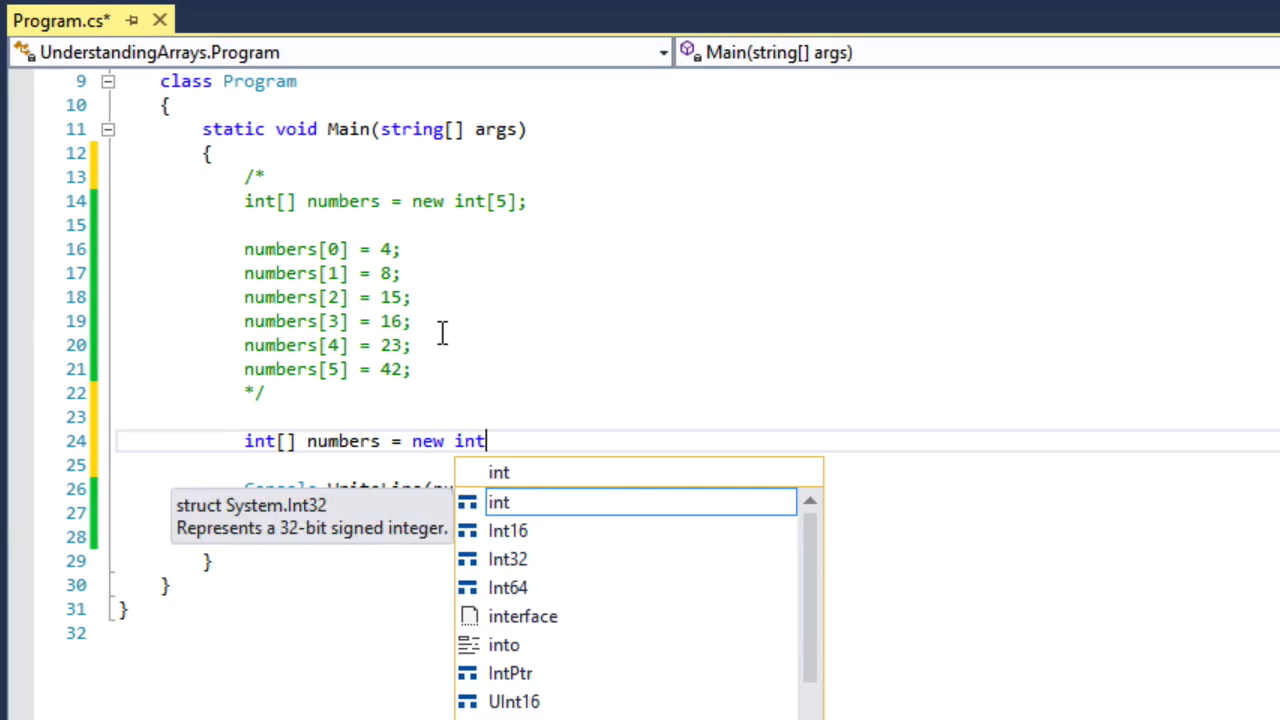 Program.cs*
UnderstandingArrays.Program
Main(string[] args)
9 class Program
10 {
11 static void Main(string[] args)
12 {
13 /*
14 int[] numbers = new int[5];
15
16 numbers[0] = 4;
17 numbers[1] = 8;
18 numbers[2] = 15;
19 numbers[3] = 16;
20 numbers[4] = 23;
21 numbers[5] = 42;
22 */
23
24 int[] numbers = new int
25
26
27
28
29 }
30 }
31 }
32
struct System.Int32
Represents a 32-bit signed integer.
int
int
Int16
Int32
Int64
interface
into
IntPtr
UInt16